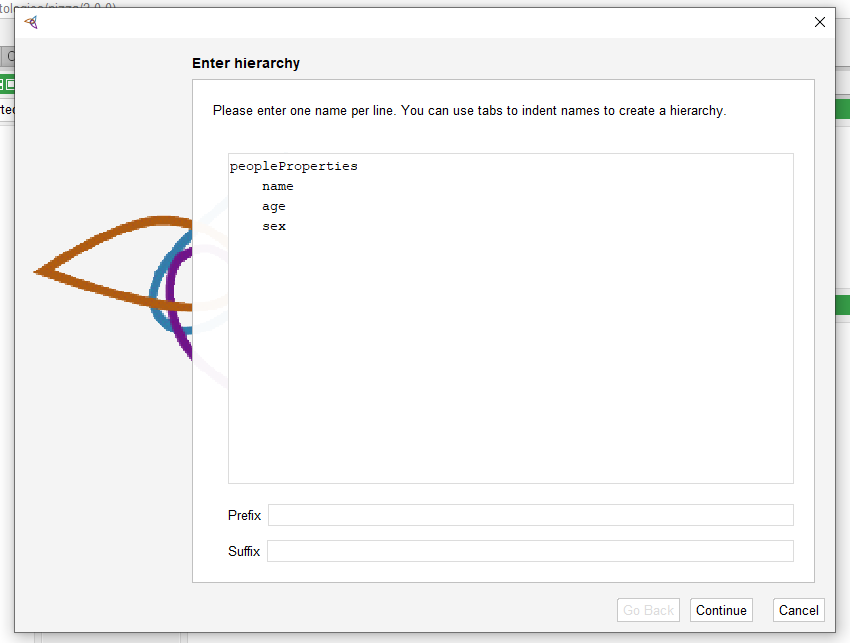 Enter hierarchy
Please enter one name per line. You can use tabs to indent names to create a hierarchy.
peopleProperties
    name
    age
    sex
Prefix
Suffix
Go Back
Continue
Cancel